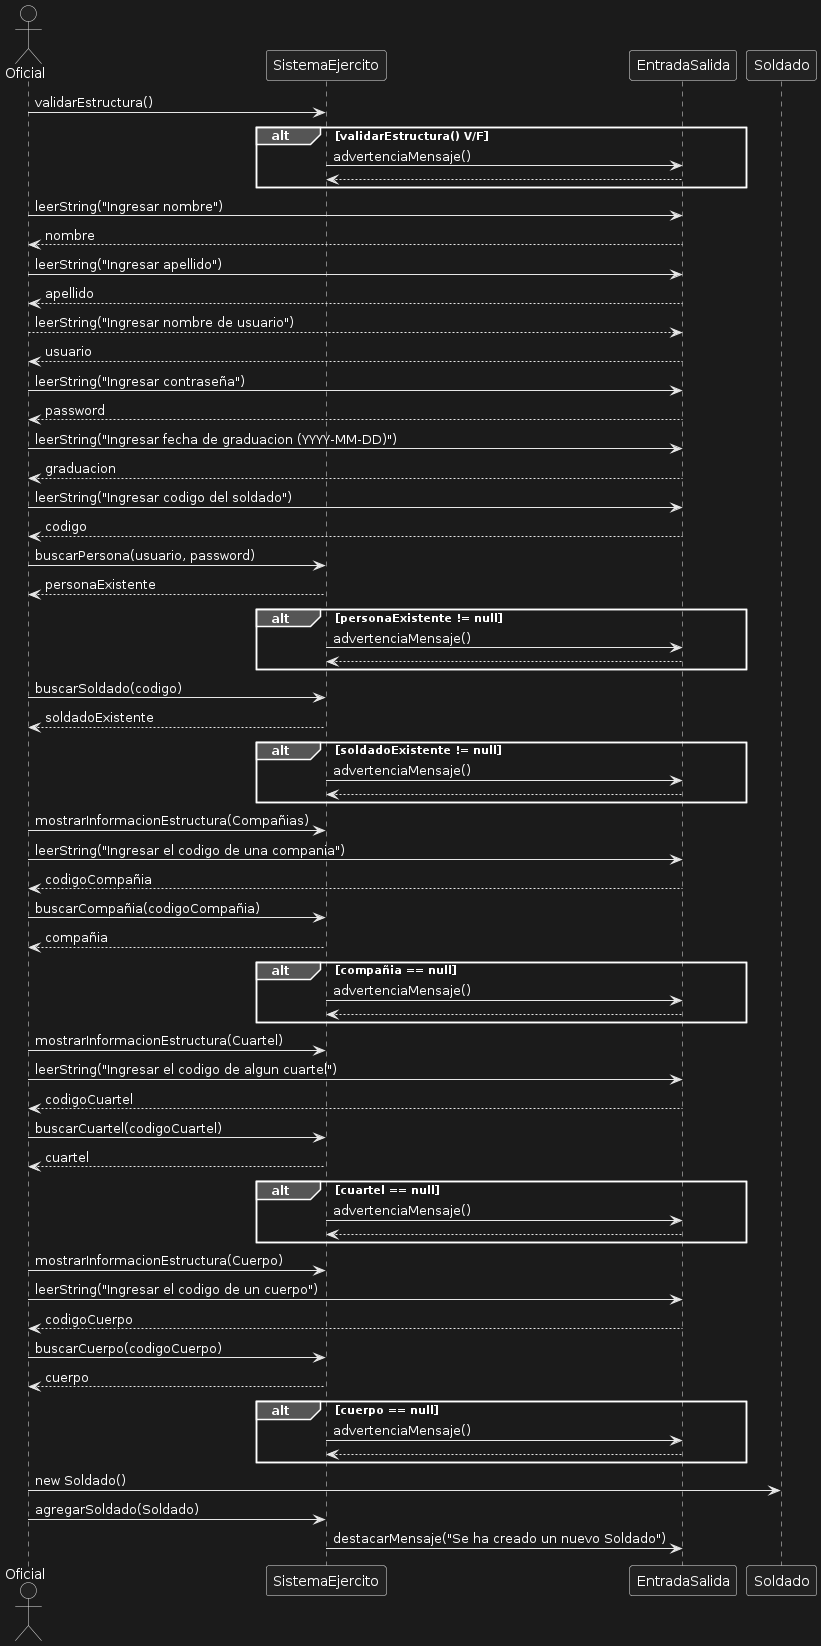 Oficial
SistemaEjercito
EntradaSalida
Soldado
validarEstructura()
alt
[validarEstructura() V/F]
advertenciaMensaje()
leerString("Ingresar nombre")
nombre
leerString("Ingresar apellido")
apellido
leerString("Ingresar nombre de usuario")
usuario
leerString("Ingresar contraseña")
password
leerString("Ingresar fecha de graduacion (YYYY-MM-DD)")
graduacion
leerString("Ingresar codigo del soldado")
codigo
buscarPersona(usuario, password)
personaExistente
alt
[personaExistente != null]
advertenciaMensaje()
buscarSoldado(codigo)
soldadoExistente
alt
[soldadoExistente != null]
advertenciaMensaje()
mostrarInformacionEstructura(Compañias)
leerString("Ingresar el codigo de una compania")
codigoCompañia
buscarCompañia(codigoCompañia)
compañia
alt
[compañia == null]
advertenciaMensaje()
mostrarInformacionEstructura(Cuartel)
leerString("Ingresar el codigo de algun cuartel")
codigoCuartel
buscarCuartel(codigoCuartel)
cuartel
alt
[cuartel == null]
advertenciaMensaje()
mostrarInformacionEstructura(Cuerpo)
leerString("Ingresar el codigo de un cuerpo")
codigoCuerpo
buscarCuerpo(codigoCuerpo)
cuerpo
alt
[cuerpo == null]
advertenciaMensaje()
new Soldado()
agregarSoldado(Soldado)
destacarMensaje("Se ha creado un nuevo Soldado")
Oficial
SistemaEjercito
EntradaSalida
Soldado